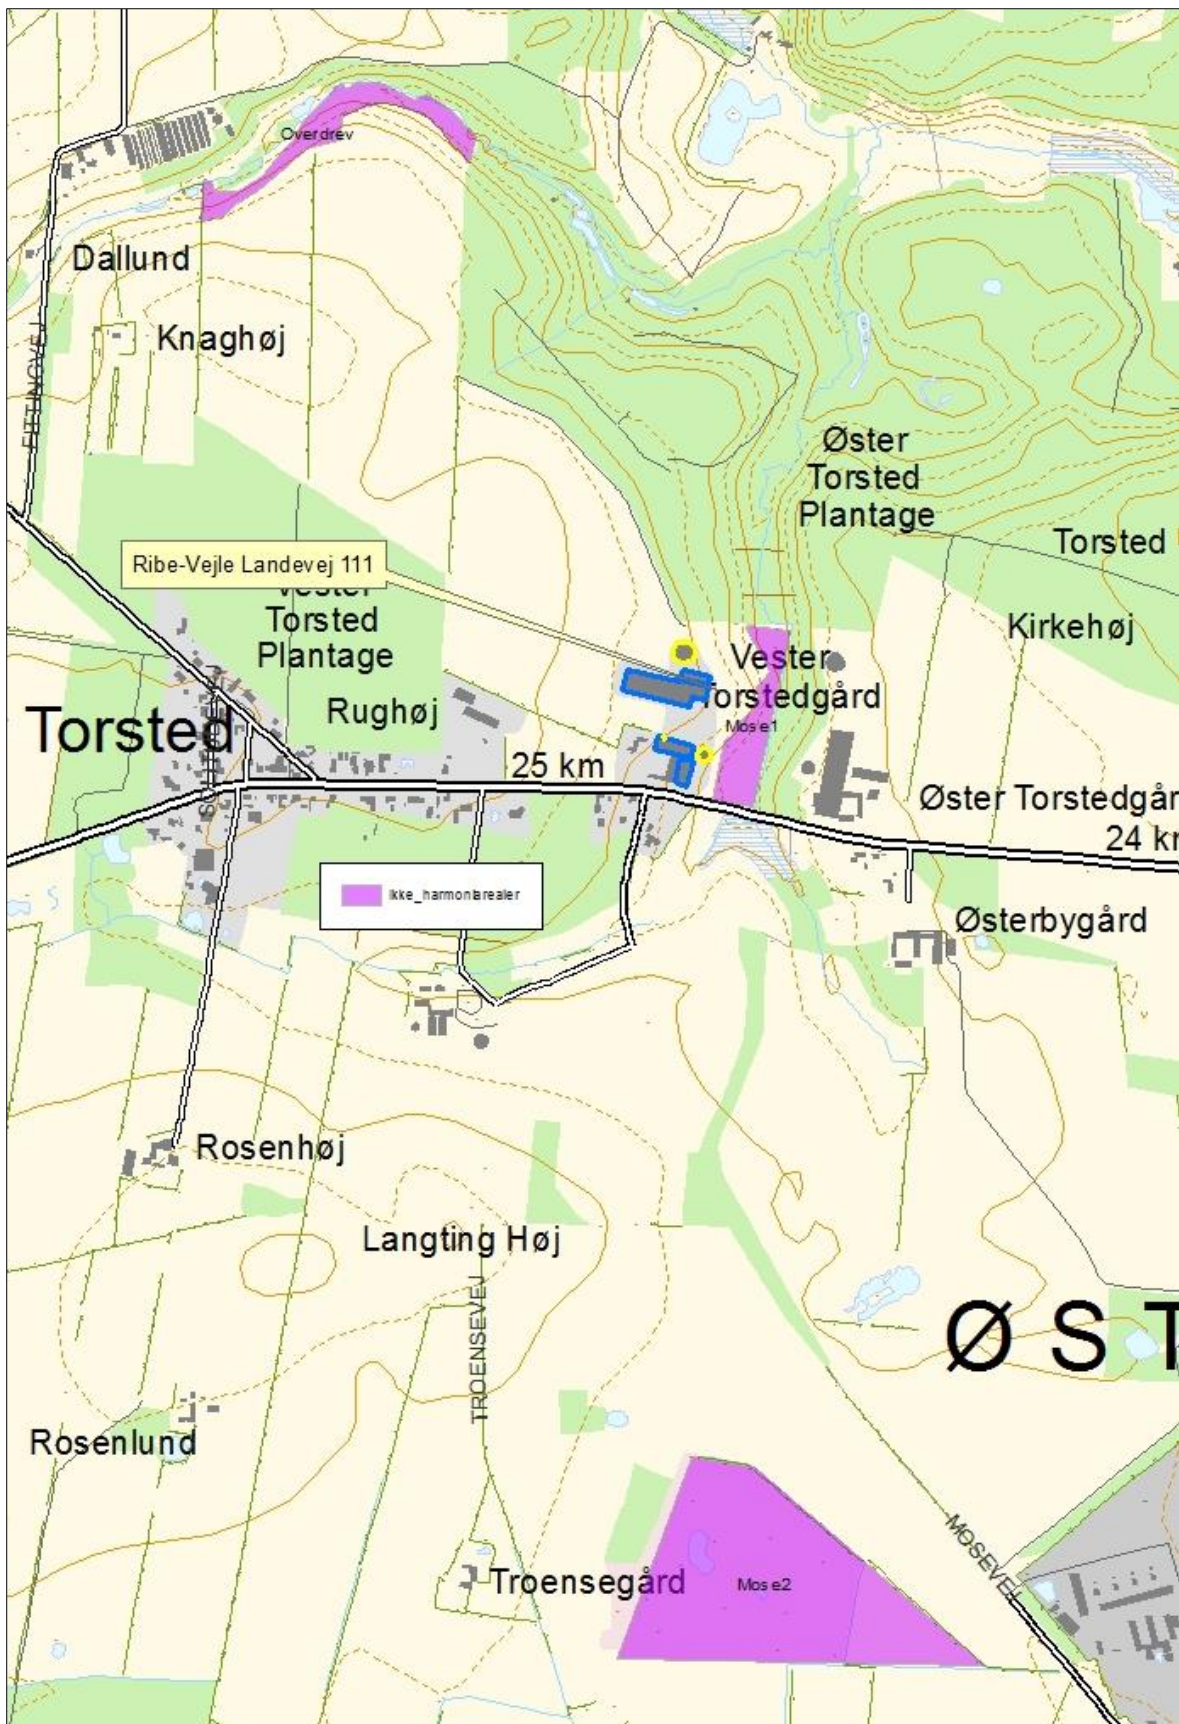 Overdrev
Dallund
Knaghøj
FITTINGVEJ
Øster
Torsted
Plantage
Torsted
Kirkehøj
Ribe-Vejle Landevej 111
Vester
Torsted
Plantage
Rughøj
Torsted
Vester
Torstedgård
Mose1
25 km
Øster Torstedgår
24 km
Ikke_harmoniarealer
Østerbygård
Rosenhøj
Langting Høj
TROENSEVEJ
ØST
Rosenlund
Troensegård
Mose2
MOSEVEJ